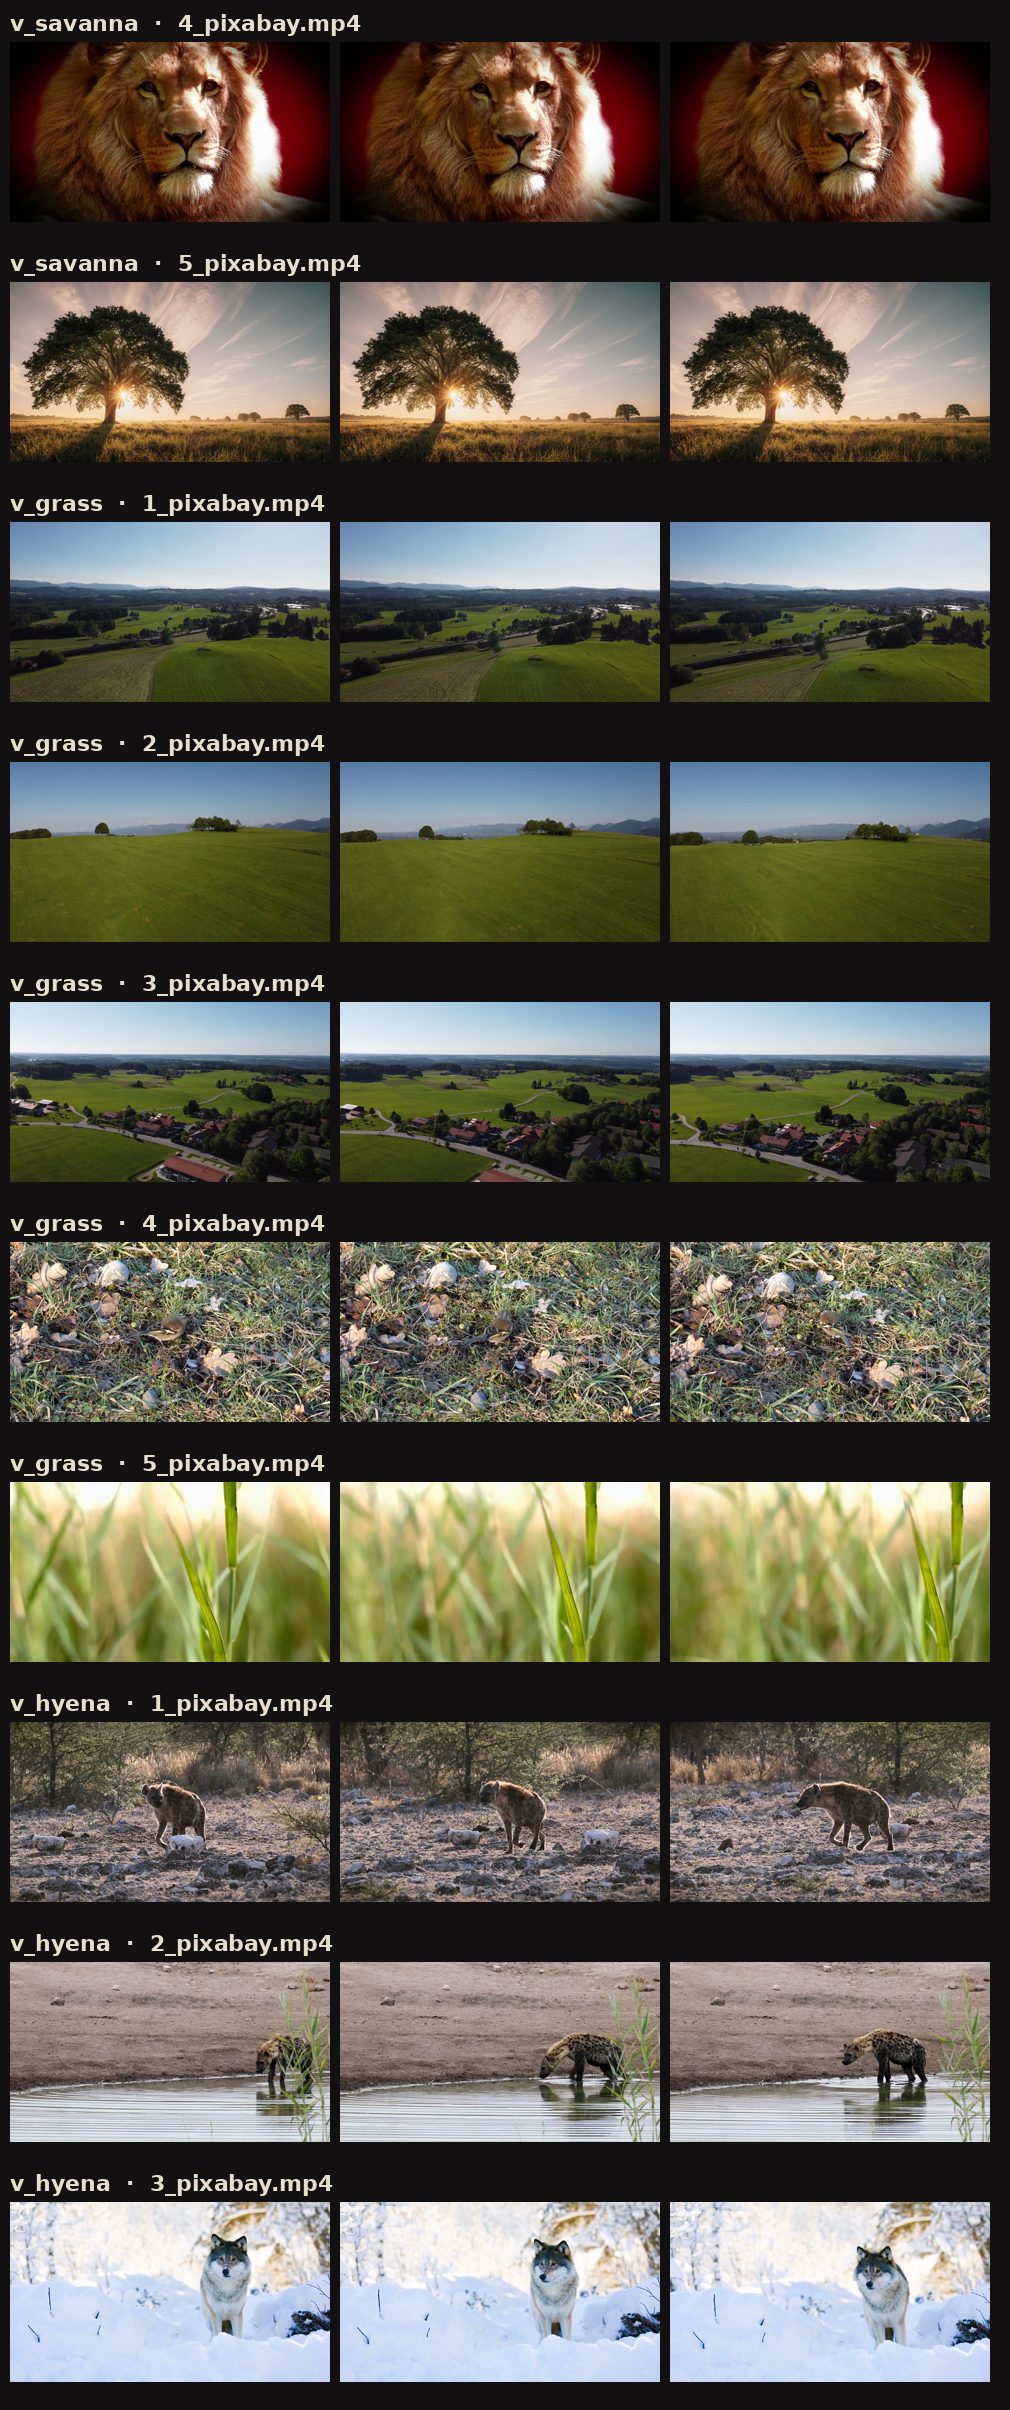 v_savanna · 4_pixabay.mp4
v_savanna · 5_pixabay.mp4
v_grass · 1_pixabay.mp4
v_grass · 2_pixabay.mp4
v_grass · 3_pixabay.mp4
v_grass · 4_pixabay.mp4
v_grass · 5_pixabay.mp4
v_hyena · 1_pixabay.mp4
v_hyena · 2_pixabay.mp4
v_hyena · 3_pixabay.mp4